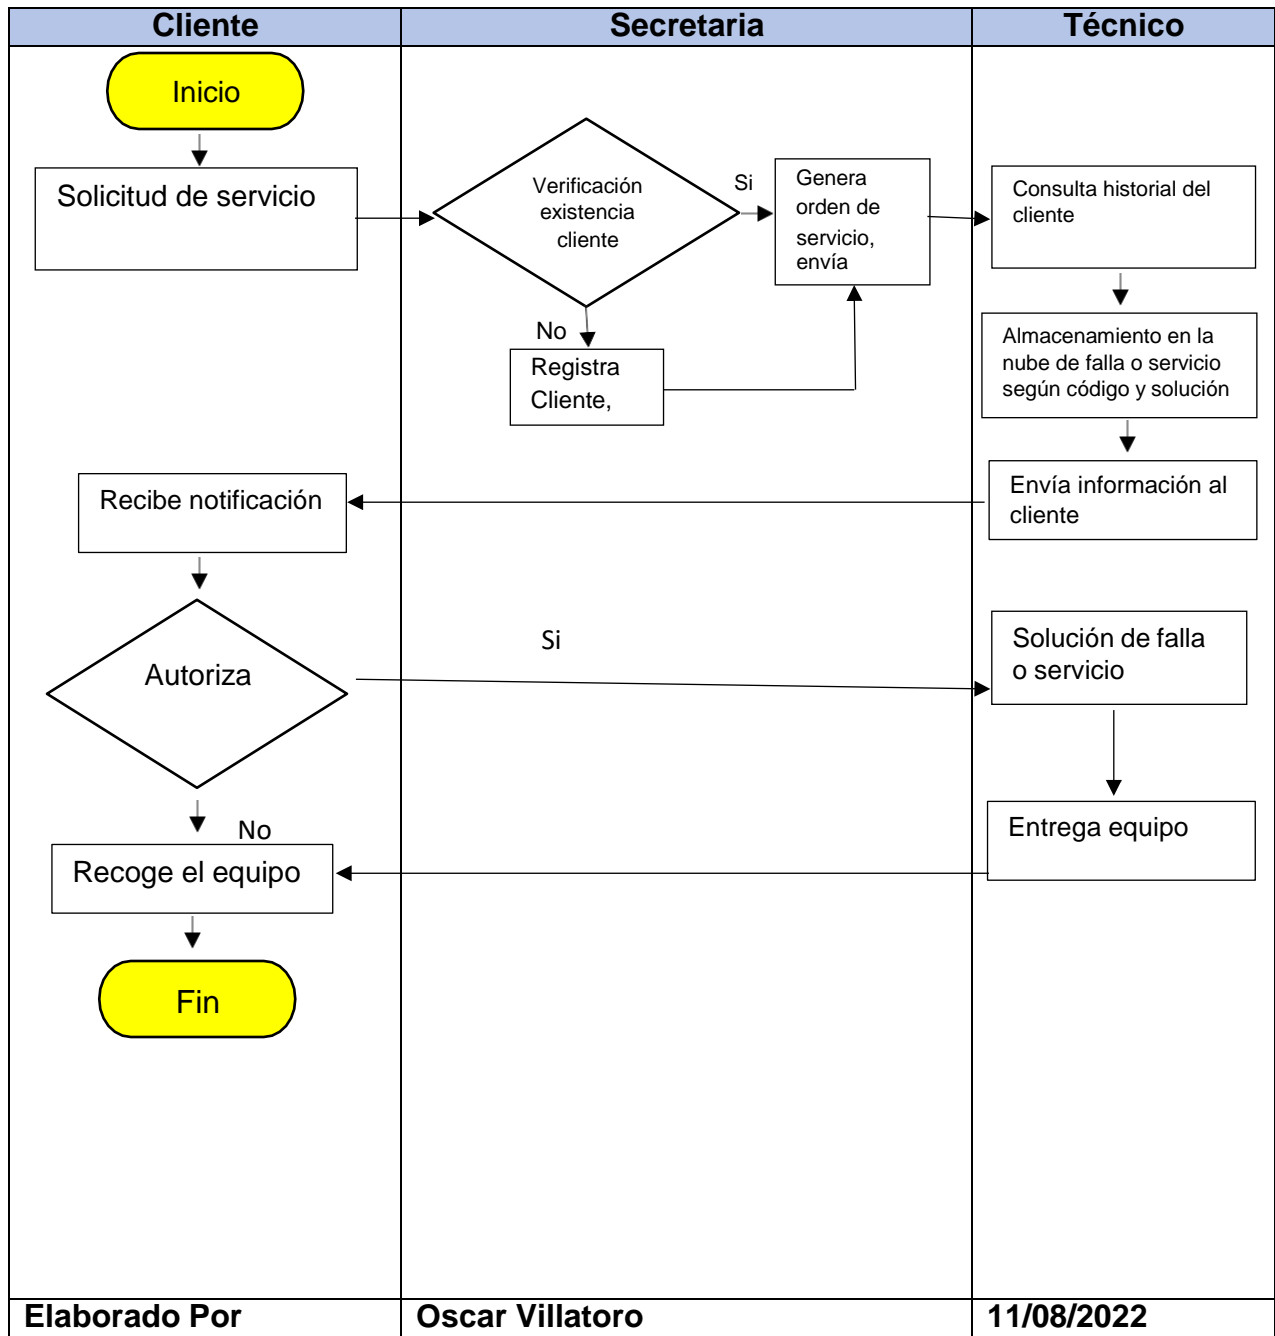 Cliente
Secretaria
Técnico
Inicio
Solicitud de servicio
Verificación
existencia
cliente
Si
Genera
orden de
servicio,
envía
Consulta historial del
cliente
No
Registra
Cliente,
Almacenamiento en la
nube de falla o servicio
según código y solución
Envía información al
cliente
Recibe notificación
Autoriza
Si
Solución de falla
o servicio
No
Entrega equipo
Recoge el equipo
Fin
Elaborado Por
Oscar Villatoro
11/08/2022